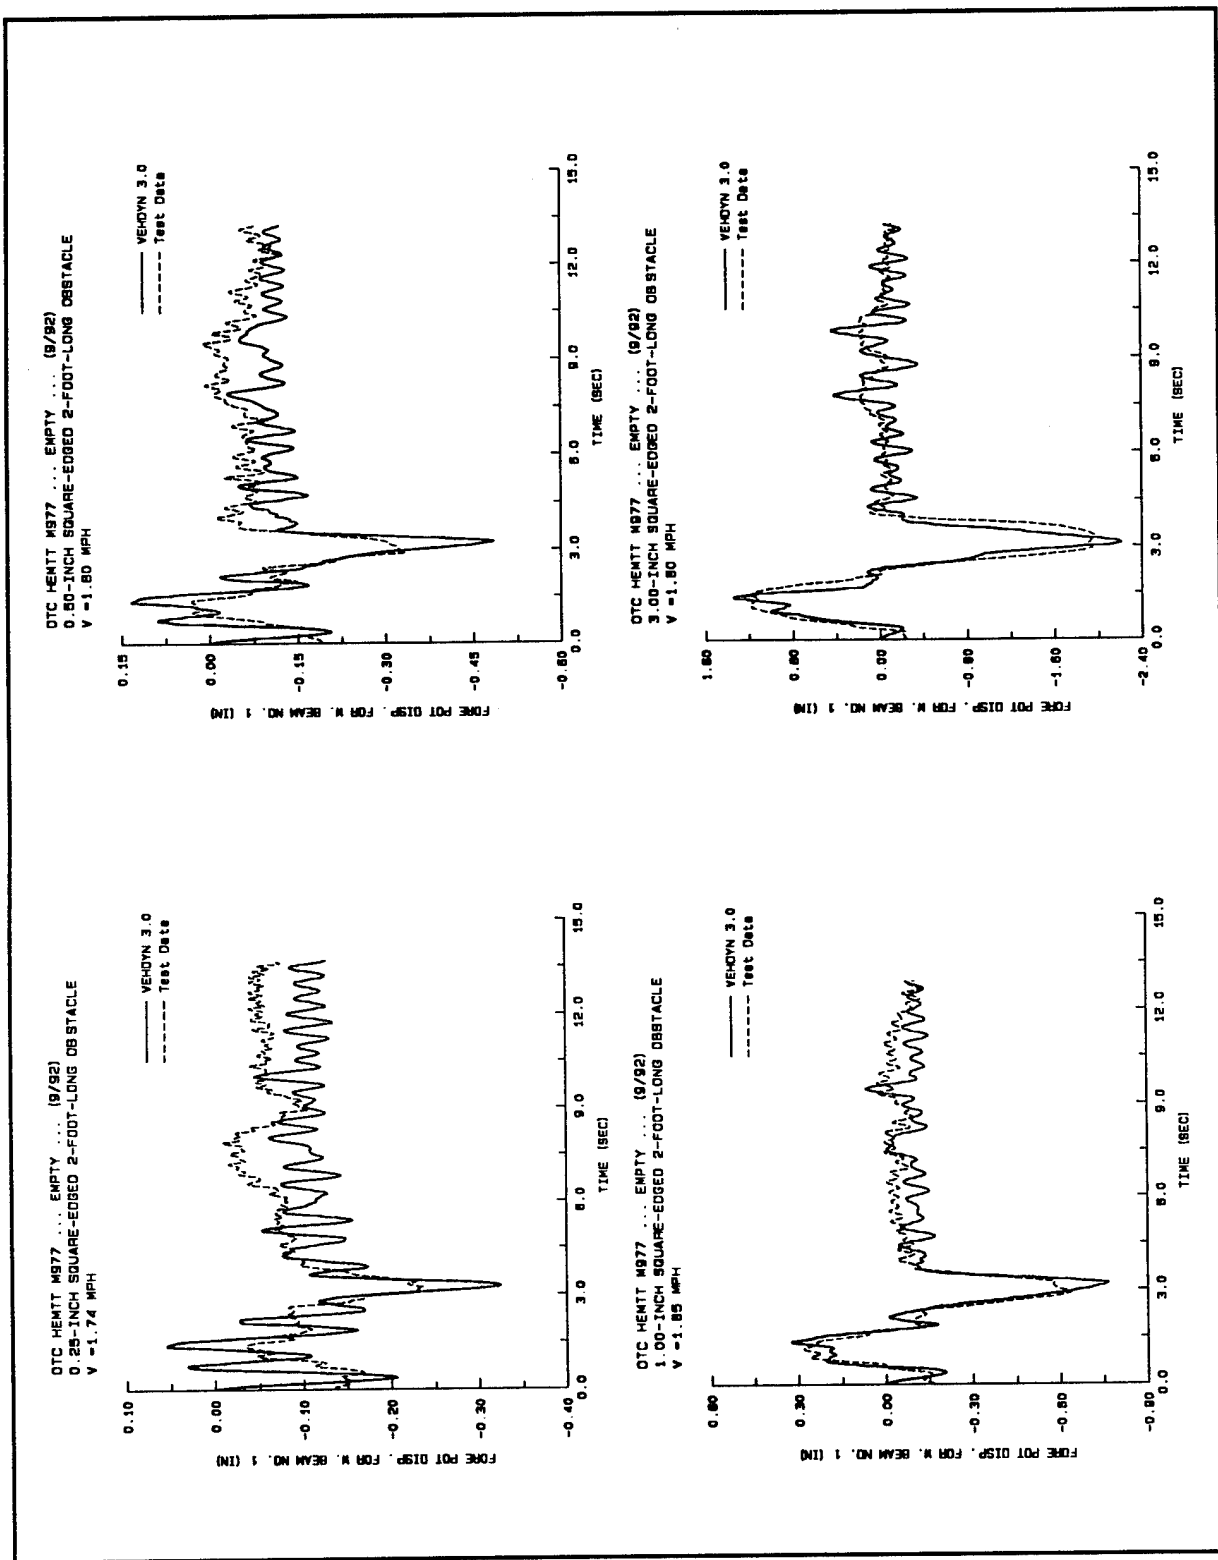 OTC HEMTT M977 ... EMPTY ... (9/92)
0.25-INCH SQUARE-EDGED 2-FOOT-LONG OBSTACLE
V =1.74 MPH
VEHDYN 3.0
Test Data
FORE POT DISP. FOR W. BEAM NO. 1 (IN)
0.10
0.00
-0.10
-0.20
-0.30
-0.40
0.0 3.0 6.0 9.0 12.0 15.0
TIME (SEC)
OTC HEMTT M977 ... EMPTY ... (9/92)
0.50-INCH SQUARE-EDGED 2-FOOT-LONG OBSTACLE
V =1.80 MPH
VEHDYN 3.0
Test Data
FORE POT DISP. FOR W. BEAM NO. 1 (IN)
0.15
0.00
-0.15
-0.30
-0.45
-0.60
0.0 3.0 6.0 9.0 12.0 15.0
TIME (SEC)
OTC HEMTT M977 ... EMPTY ... (9/92)
1.00-INCH SQUARE-EDGED 2-FOOT-LONG OBSTACLE
V =1.85 MPH
VEHDYN 3.0
Test Data
FORE POT DISP. FOR W. BEAM NO. 1 (IN)
0.60
0.30
0.00
-0.30
-0.60
-0.90
0.0 3.0 6.0 9.0 12.0 15.0
TIME (SEC)
OTC HEMTT M977 ... EMPTY ... (9/92)
3.00-INCH SQUARE-EDGED 2-FOOT-LONG OBSTACLE
V =1.80 MPH
VEHDYN 3.0
Test Data
FORE POT DISP. FOR W. BEAM NO. 1 (IN)
1.60
0.80
0.00
-0.80
-1.60
-2.40
0.0 3.0 6.0 9.0 12.0 15.0
TIME (SEC)